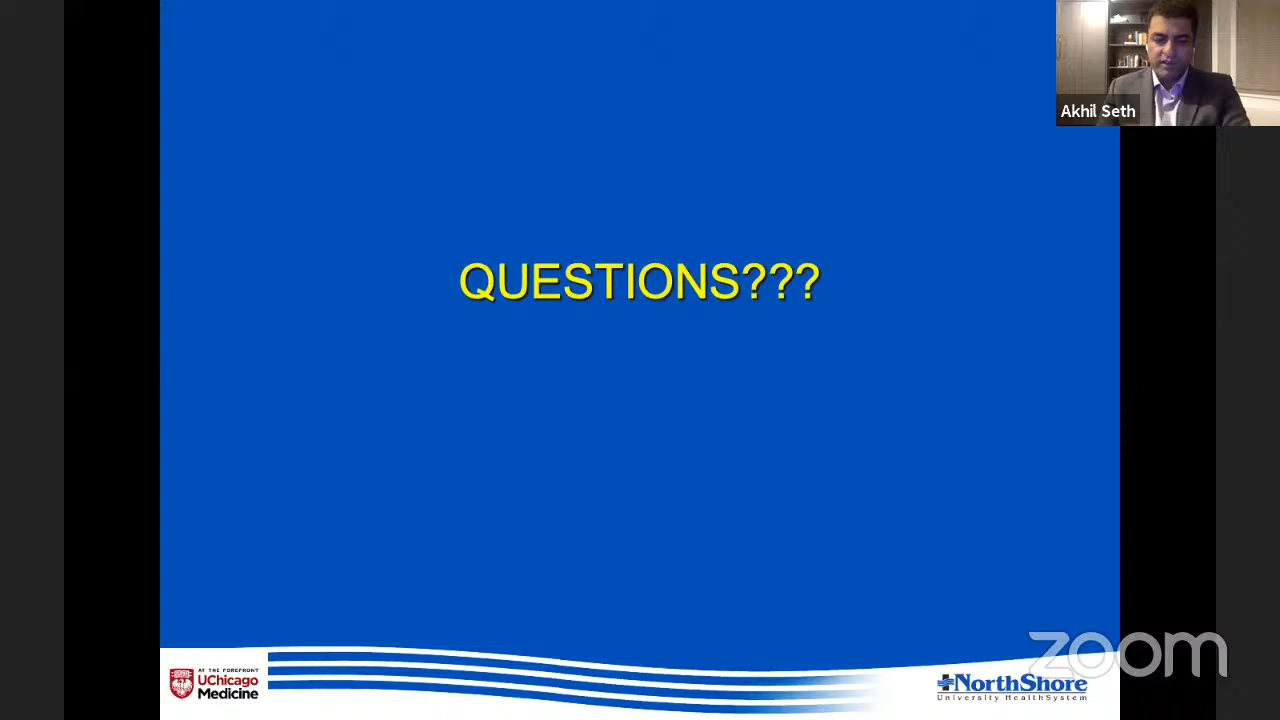 Akhil Seth
QUESTIONS???
zoom
AT THE FOREFRONT
UChicago
Medicine
NorthShore
University HealthSystem